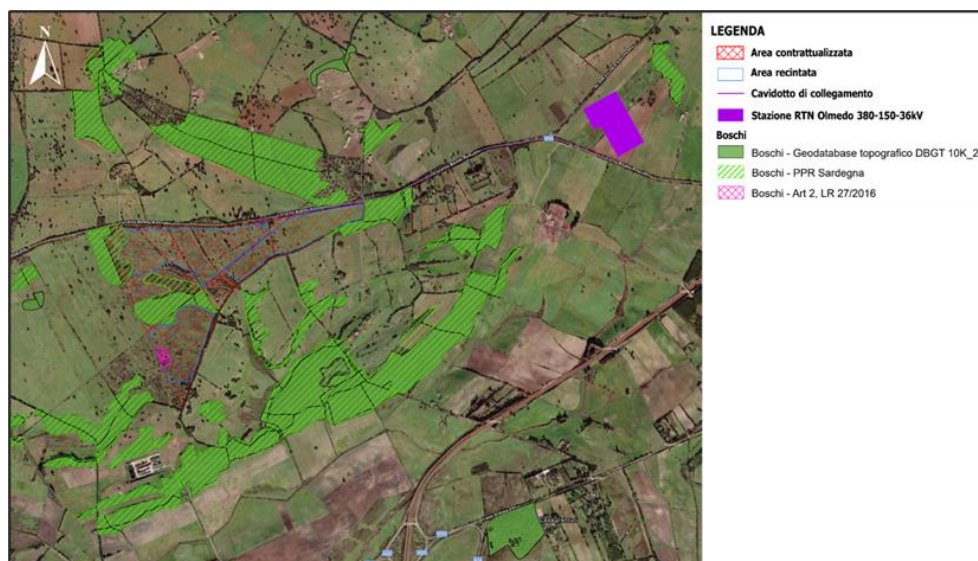 N
LEGENDA
Area contrattualizzata
Area recintata
Cavidotto di collegamento
Stazione RTN Olmedo 380-150-36kV
Boschi
Boschi - Geodatabase topografico DBGT 10K_2
Boschi - PPR Sardegna
Boschi - Art 2, LR 27/2016